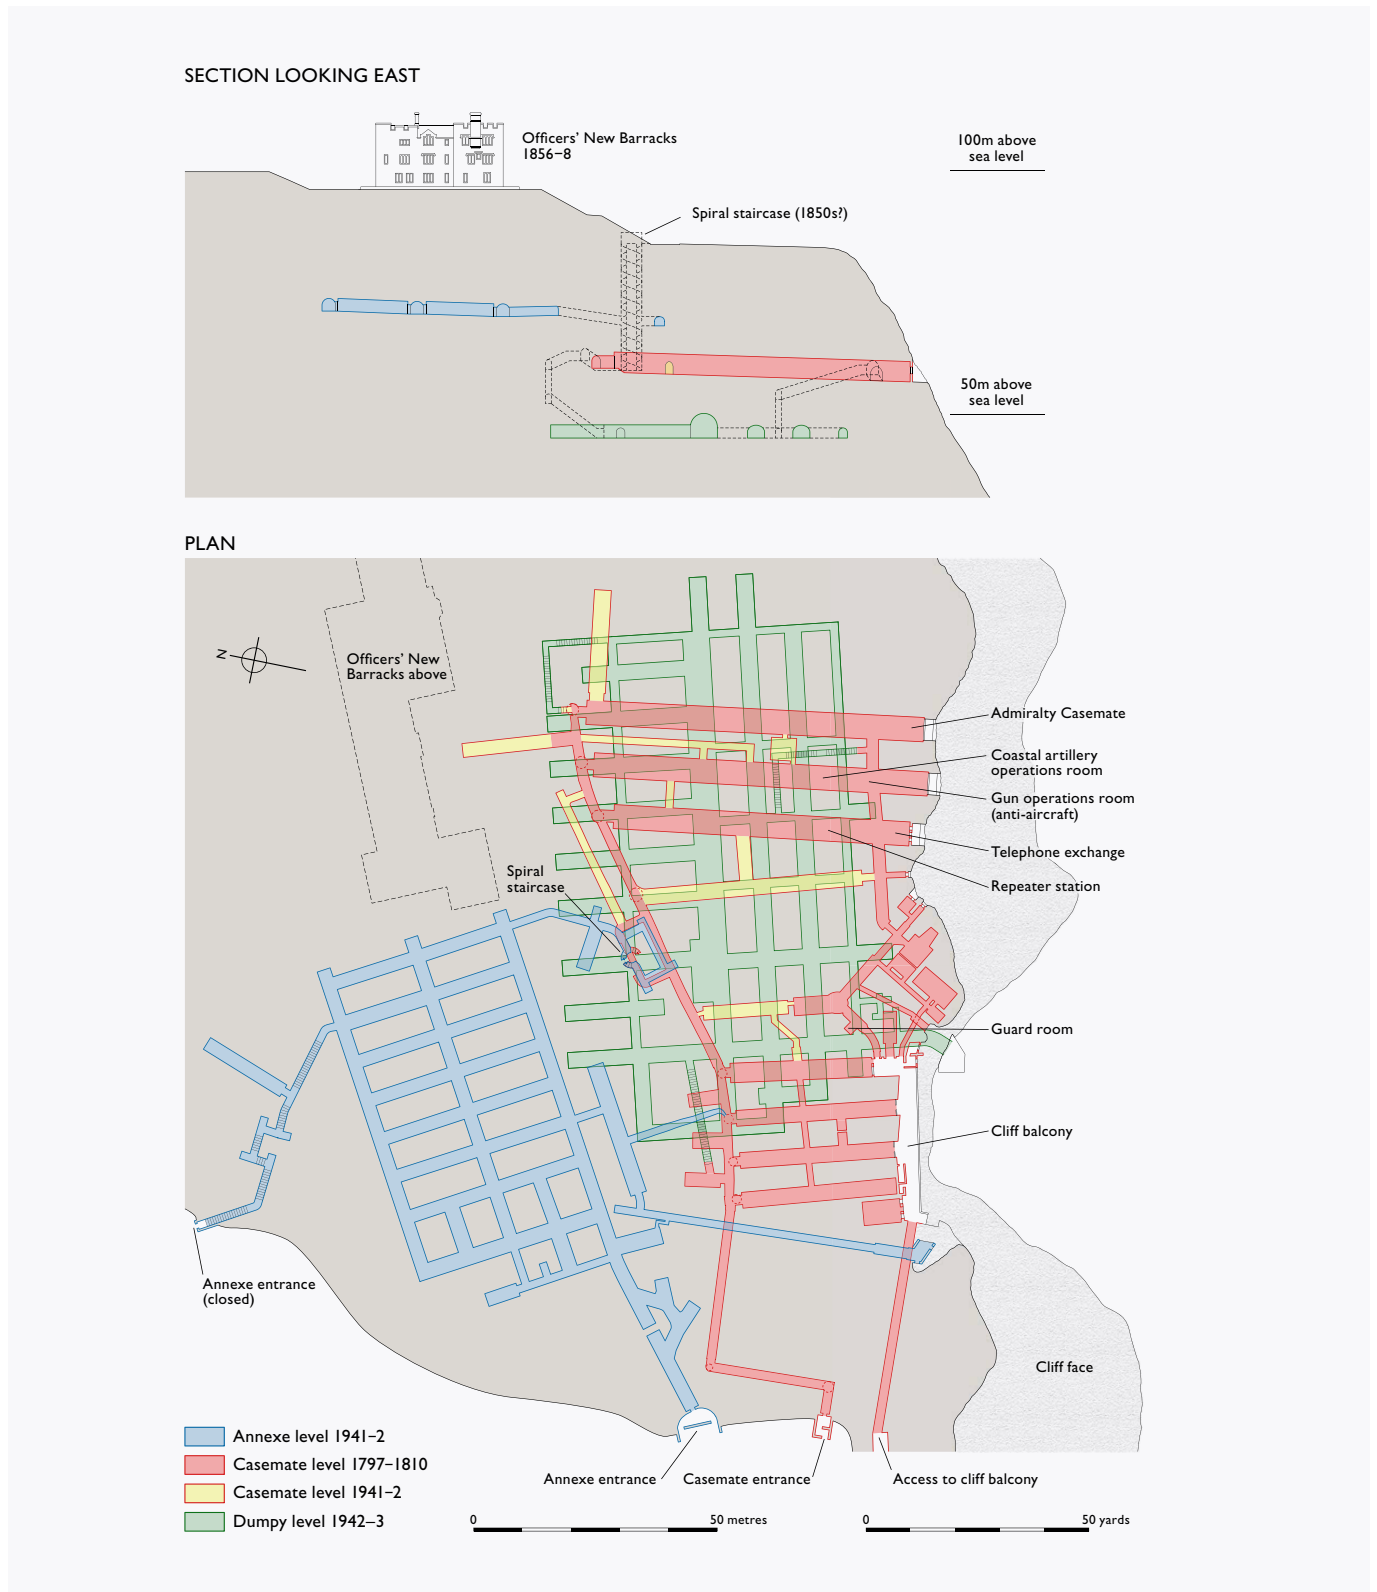 SECTION LOOKING EAST
Officers’ New Barracks
1856–8
100m above
sea level
Spiral staircase (1850s?)
50m above
sea level
PLAN
N
Officers’ New
Barracks above
Admiralty Casemate
Coastal artillery
operations room
Gun operations room
(anti-aircraft)
Telephone exchange
Repeater station
Spiral
staircase
Guard room
Cliff balcony
Annexe entrance
(closed)
Cliff face
Annexe level 1941–2
Casemate level 1797–1810
Casemate level 1941–2
Dumpy level 1942–3
Annexe entrance
Casemate entrance
Access to cliff balcony
0
50 metres
0
50 yards